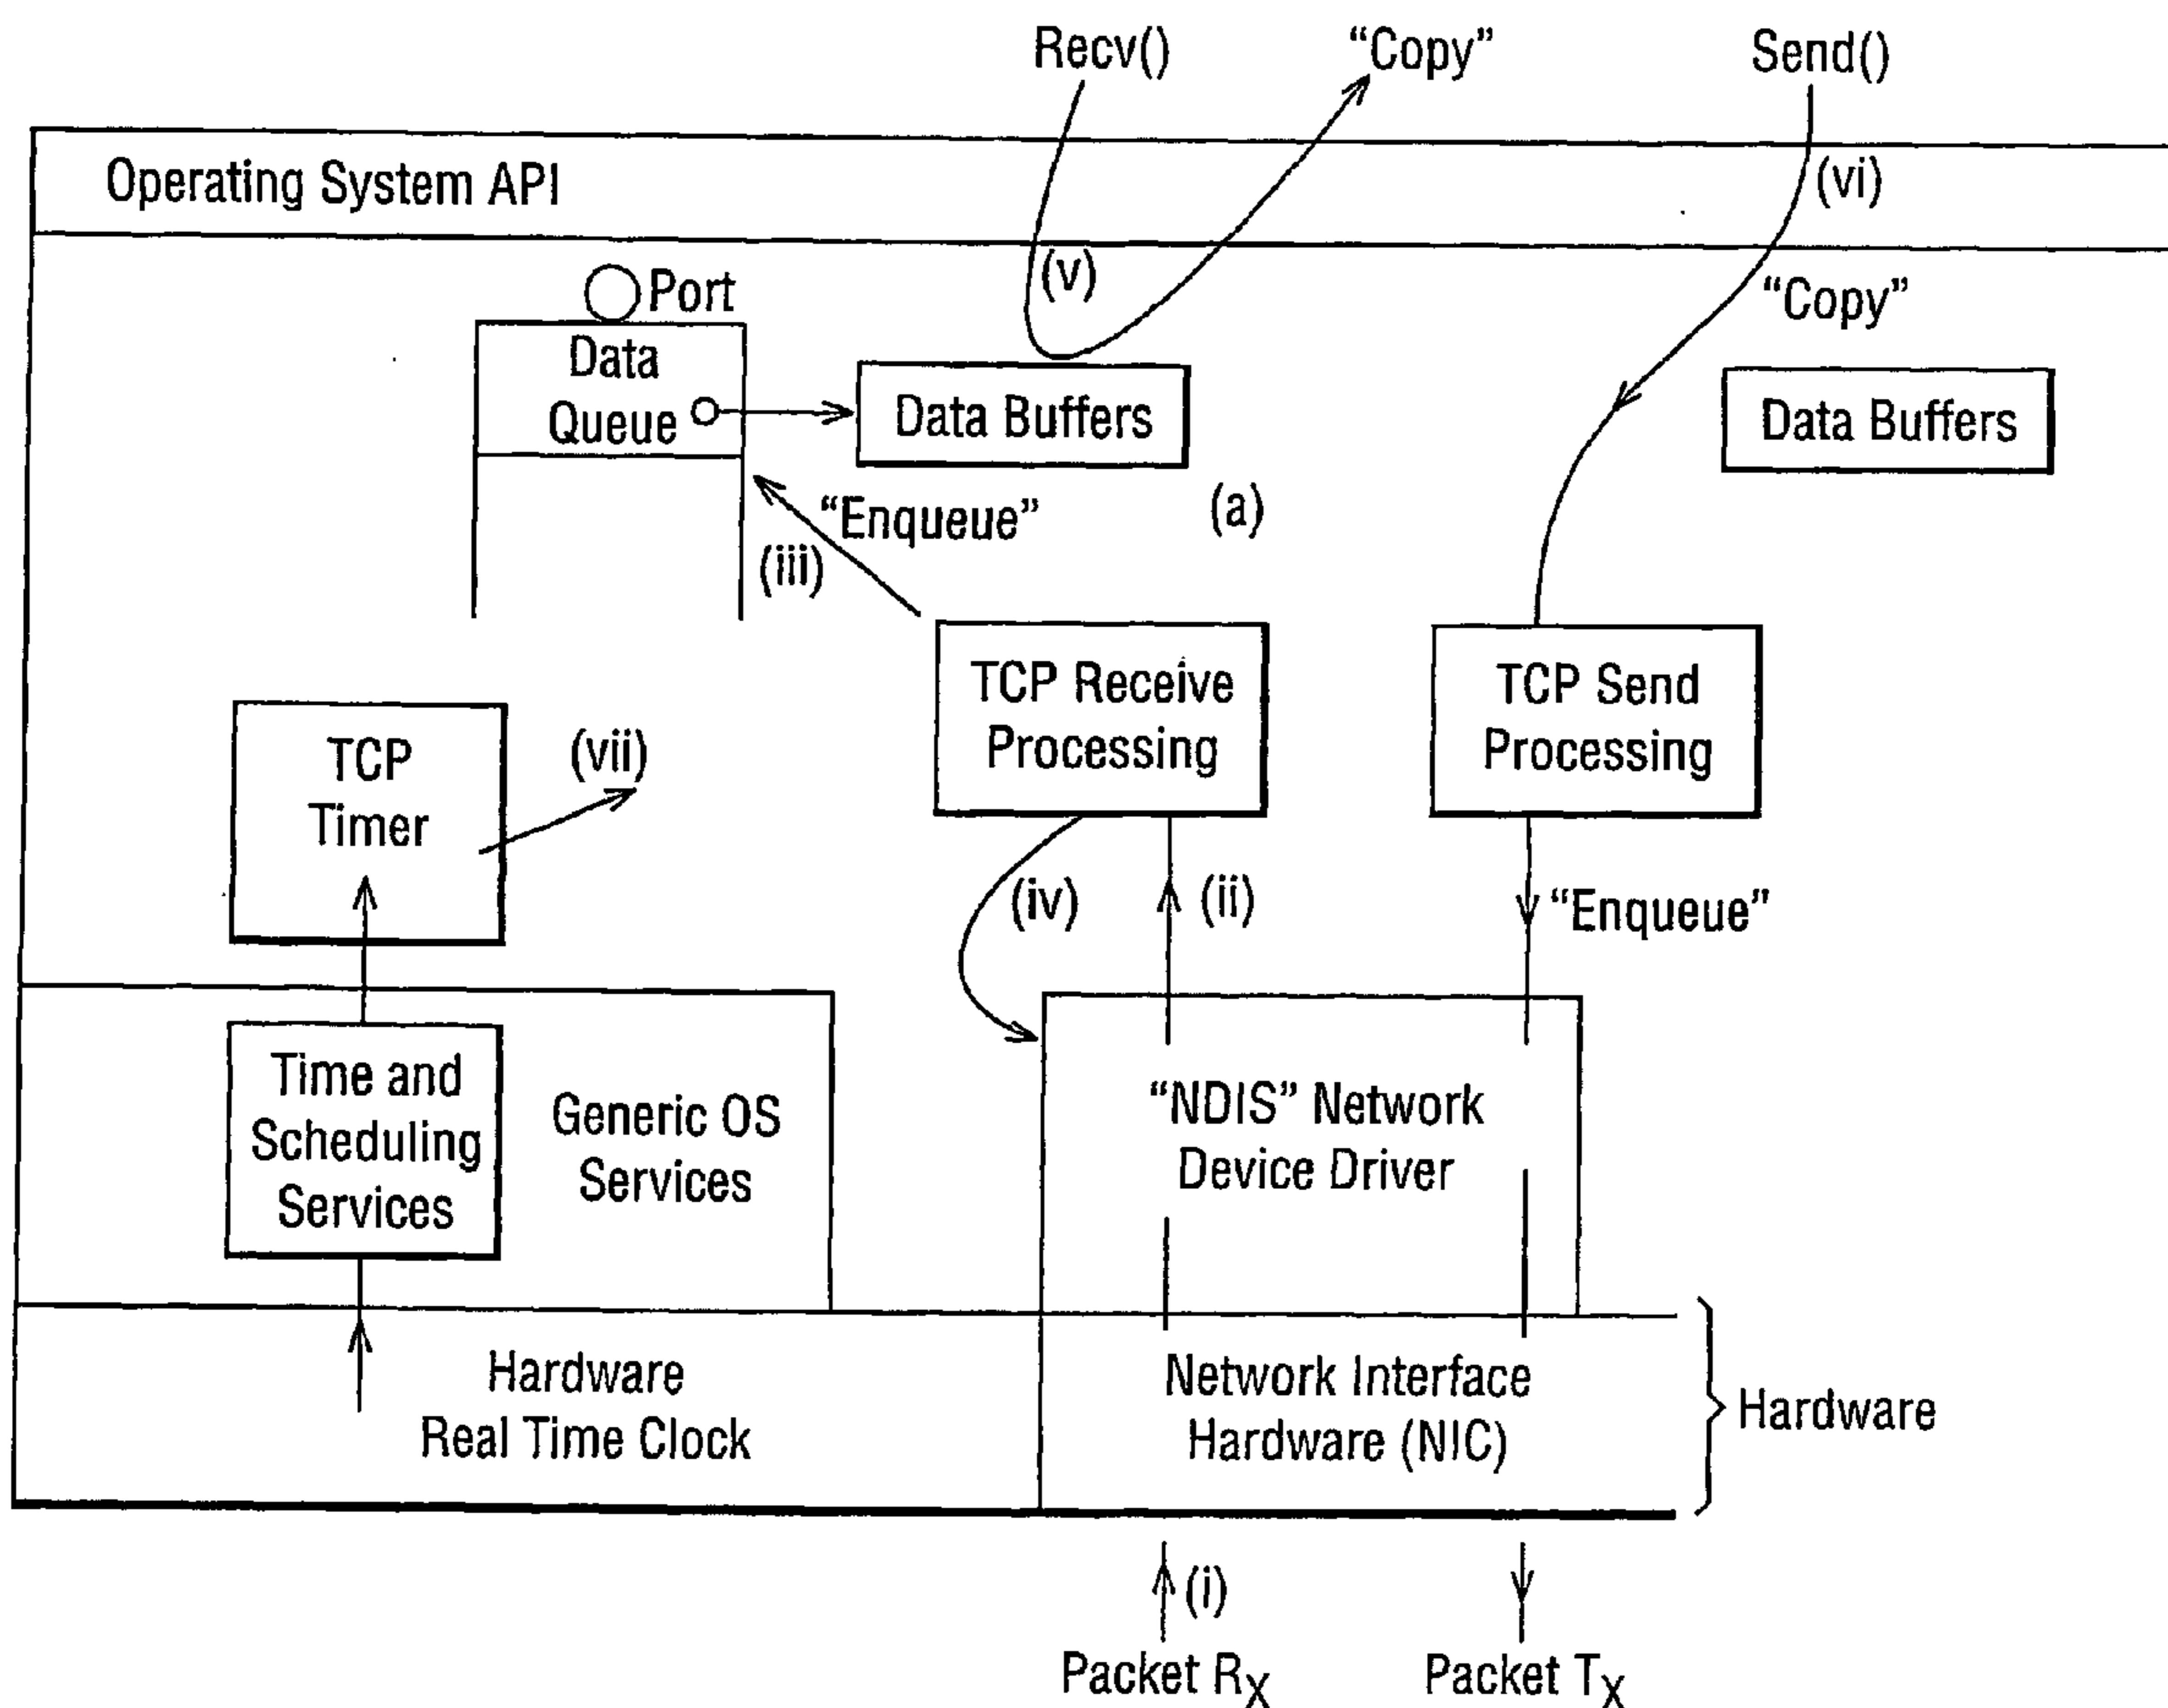 Recv()
“Copy”
Send()
Operating System API
(vi)
(v)
“Copy”
Port
Data
Queue
Data Buffers
Data Buffers
“Enqueue”
(a)
(iii)
TCP Receive
Processing
TCP Send
Processing
TCP
Timer
(vii)
(iv)
(ii)
“Enqueue”
Time and
Scheduling
Services
Generic OS
Services
“NDIS” Network
Device Driver
Hardware
Real Time Clock
Network Interface
Hardware (NIC)
Hardware
(i)
Packet RX
Packet TX